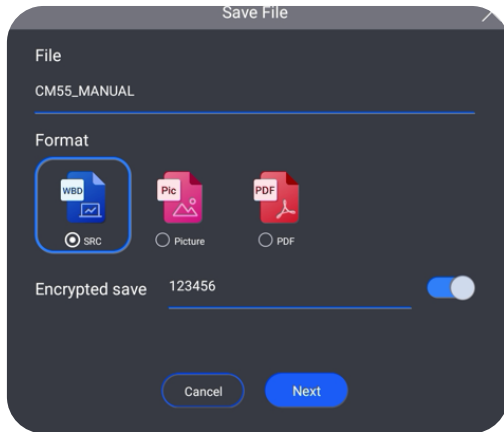 Save File
File
CM55_MANUAL
Format
WBD
Pic
PDF
SRC
Picture
PDF
Encrypted save 123456
Cancel Next